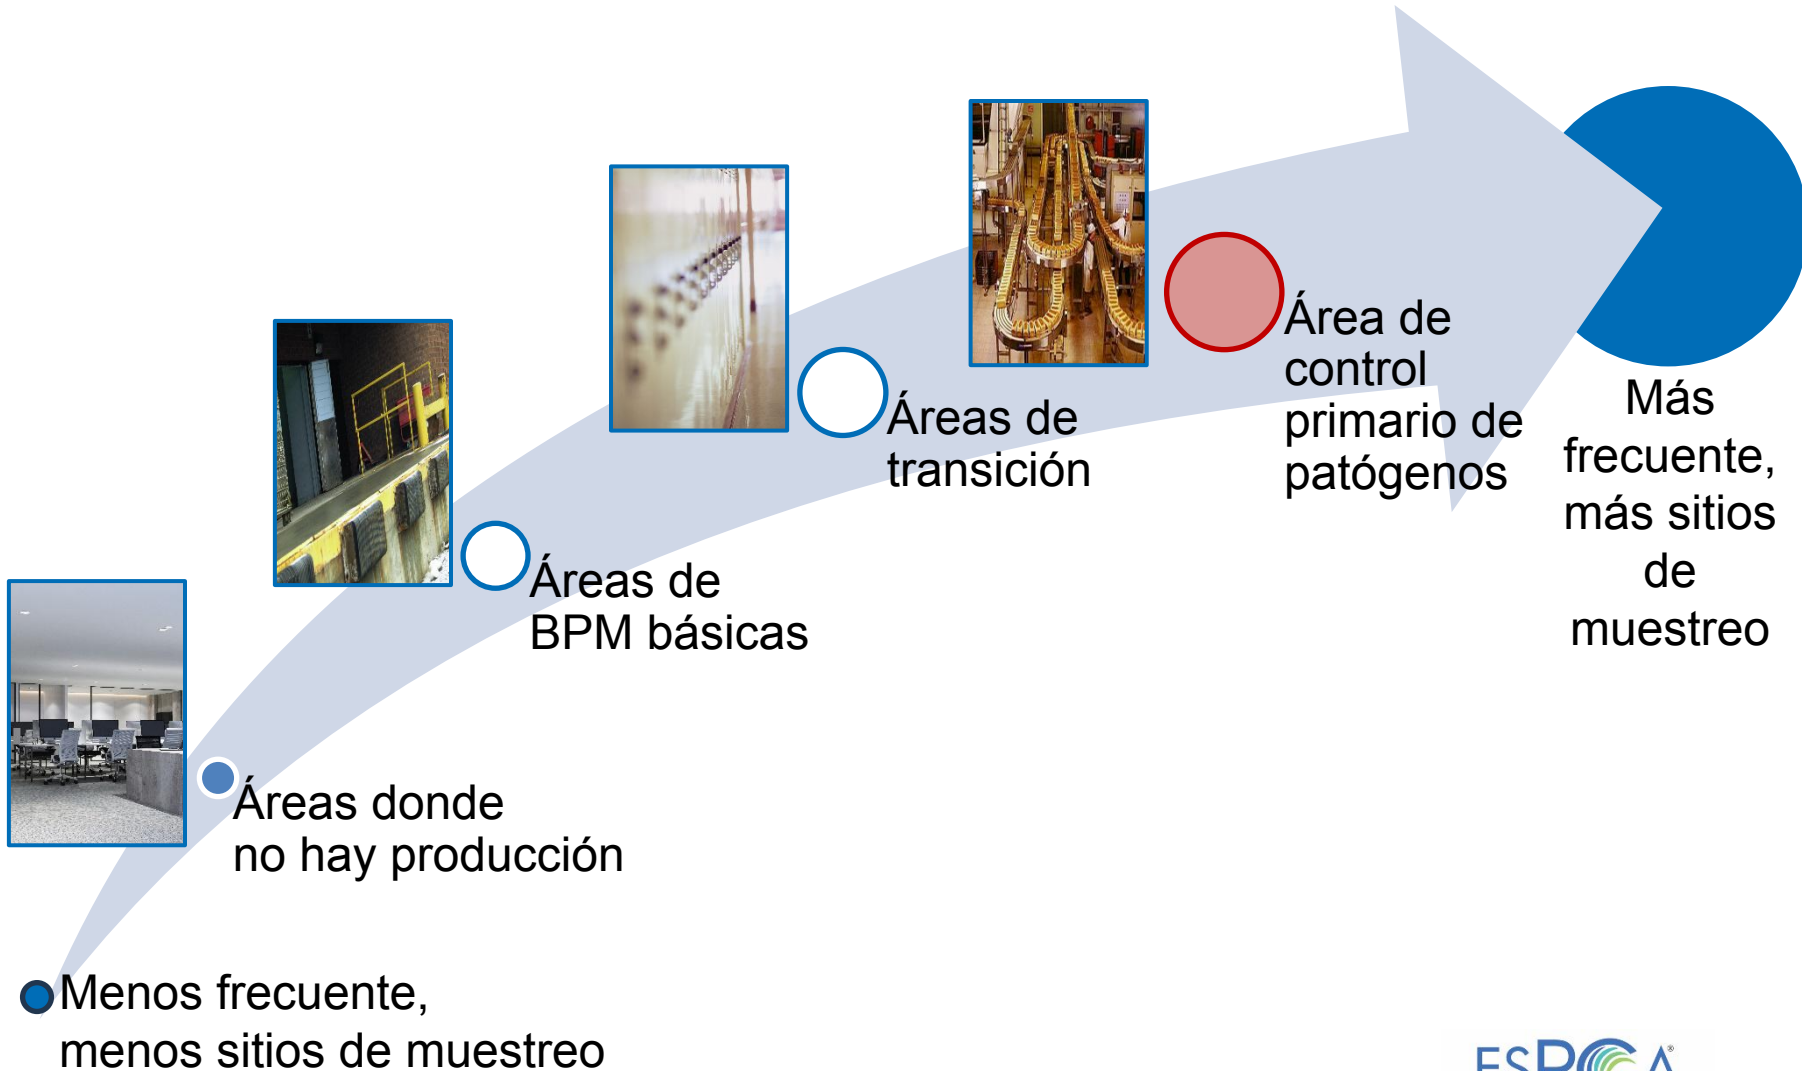 Más
frecuente,
más sitios
de
muestreo
Área de
control
primario de
patógenos
Áreas de
transición
Áreas de
BPM básicas
Áreas donde
no hay producción
Menos frecuente,
menos sitios de muestreo